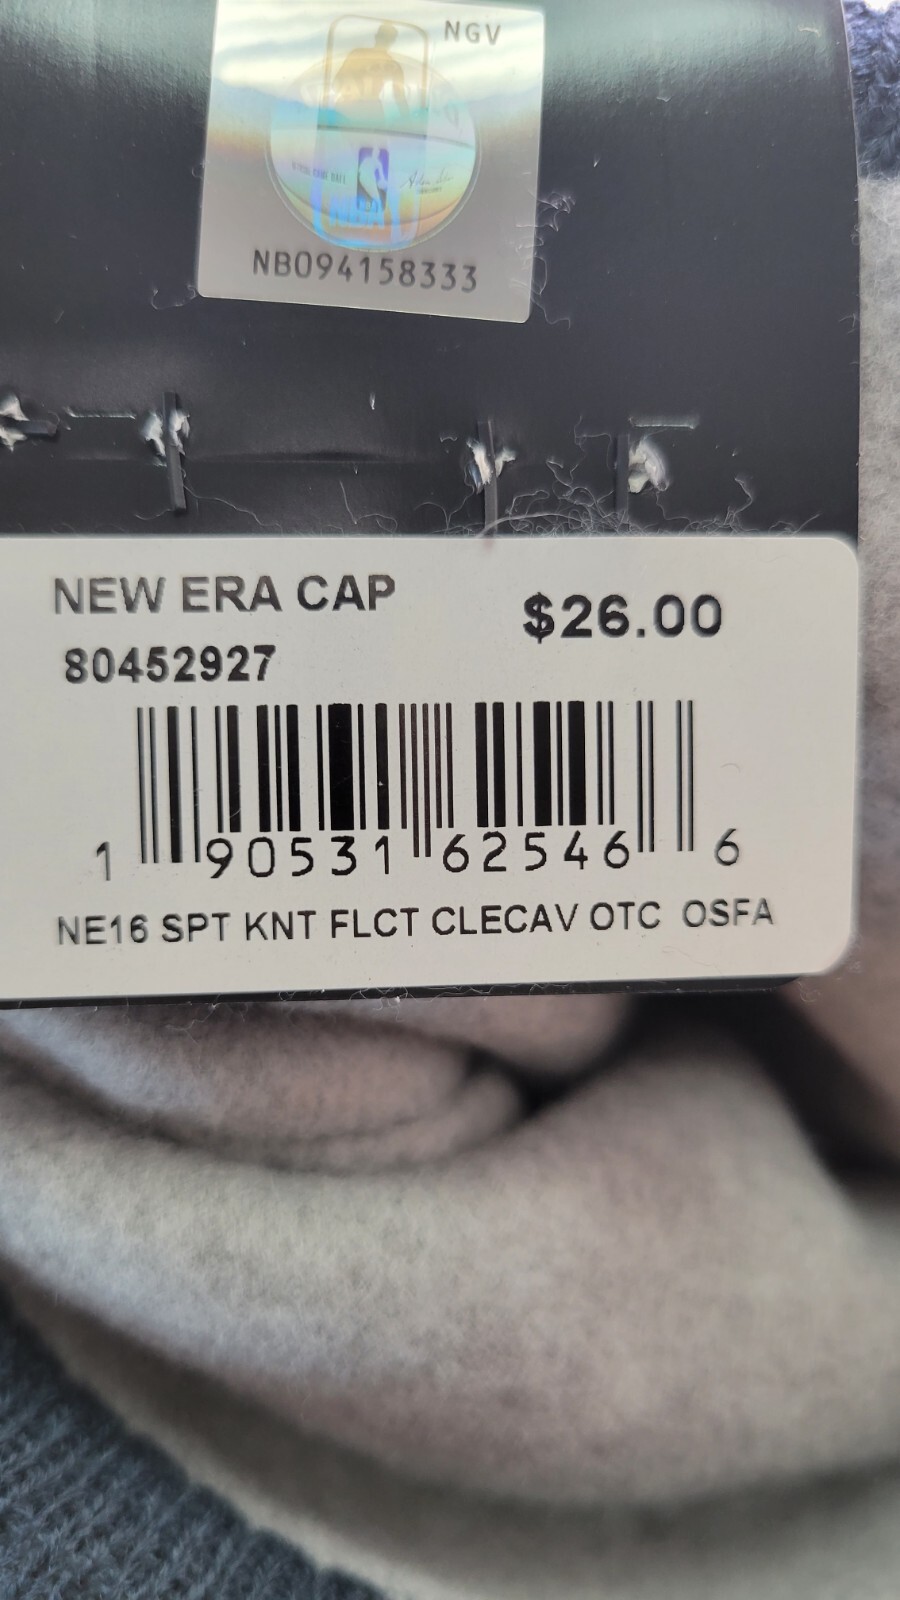 NGV
NB094158333
NEW ERA CAP
$26.00
80452927
1 90531 62546 6
NE16 SPT KNT FLCT CLECAV OTC OSFA